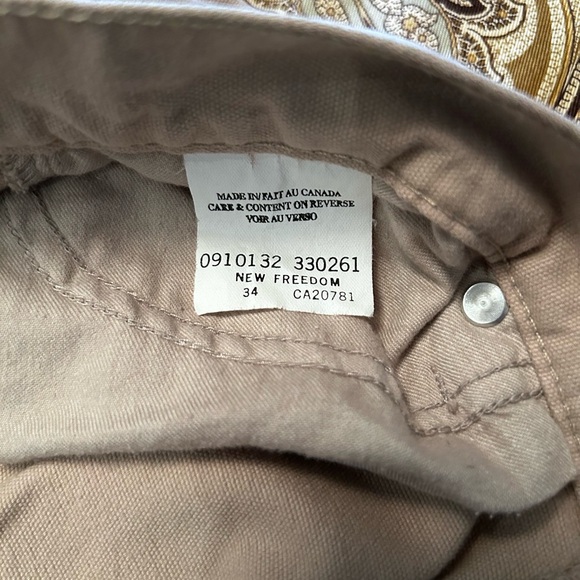 MADE IN/FAIT AU CANADA
CARE & CONTENT ON REVERSE
VOIR AU VERSO
0910132 330261
NEW FREEDOM
34 CA20781